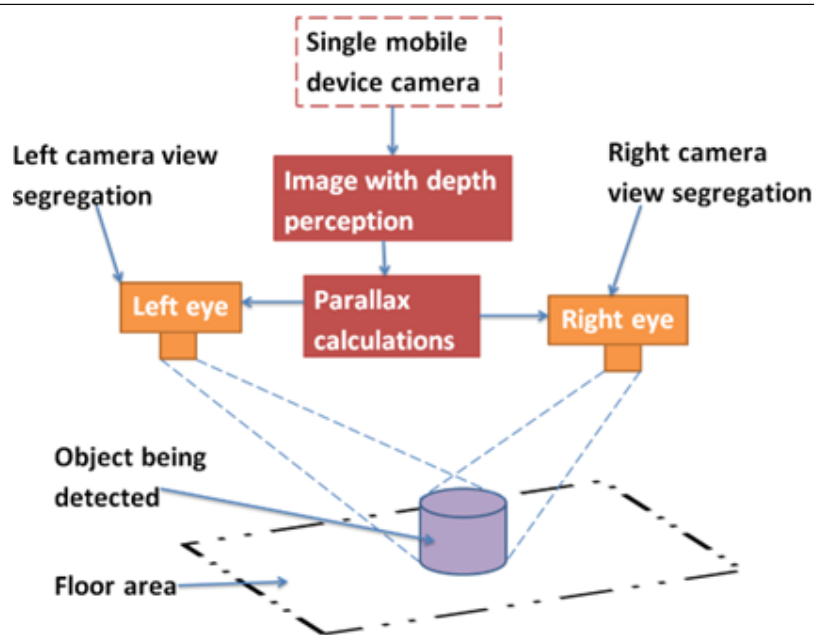 Single mobile
device camera
Left camera view
segregation
Right camera
view segregation
Image with depth
perception
Left eye
Parallax
calculations
Right eye
Object being
detected
Floor area